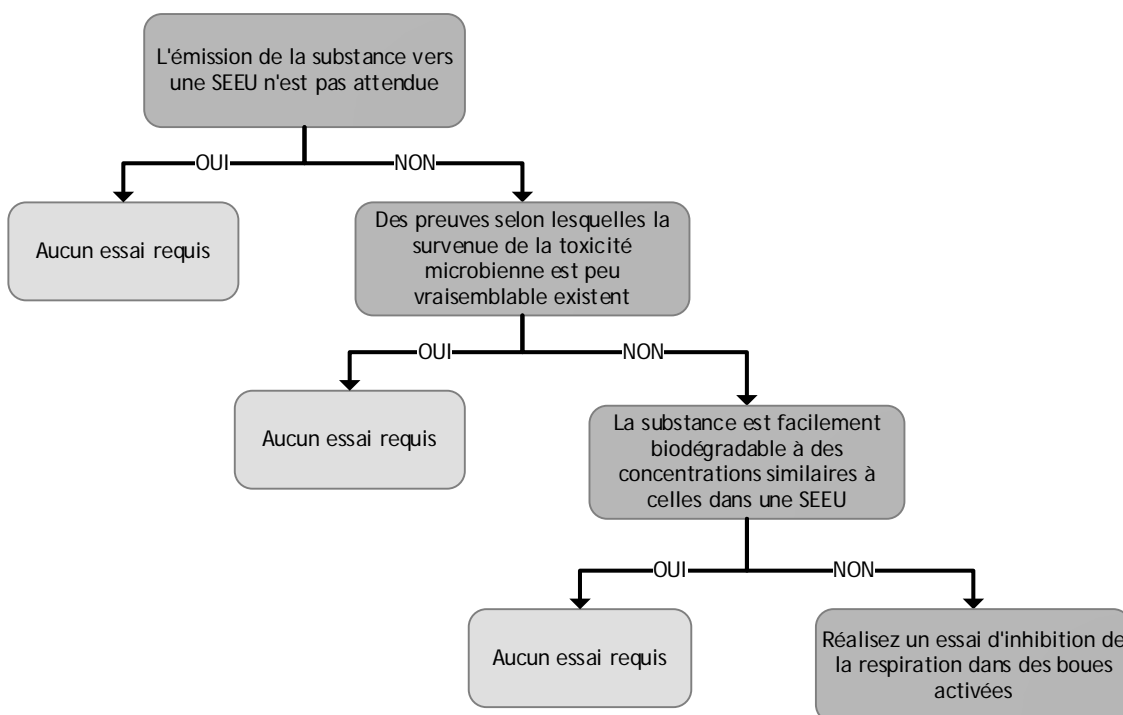 L'émission de la substance vers
une SEEU n'est pas attendue
OUI
NON
Aucun essai requis
Des preuves selon lesquelles la
survenue de la toxicité
microbienne est peu
vraisemblable existent
OUI
NON
Aucun essai requis
La substance est facilement
biodégradable à des
concentrations similaires à
celles dans une SEEU
OUI
NON
Aucun essai requis
Réalisez un essai d'inhibition de
la respiration dans des boues
activées